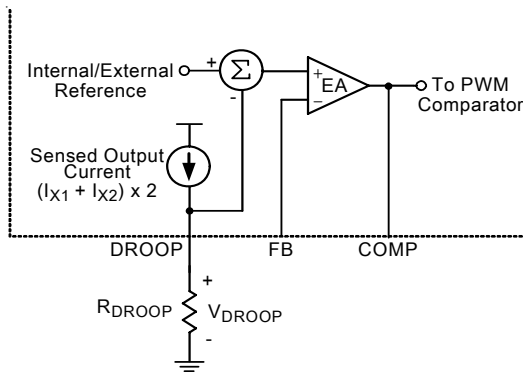 Internal/External
Reference
+
Σ
-
+
EA
−
To PWM
Comparator
Sensed Output
Current
(IX1 + IX2) x 2
DROOP
FB
COMP
+
RDROOP
VDROOP
-